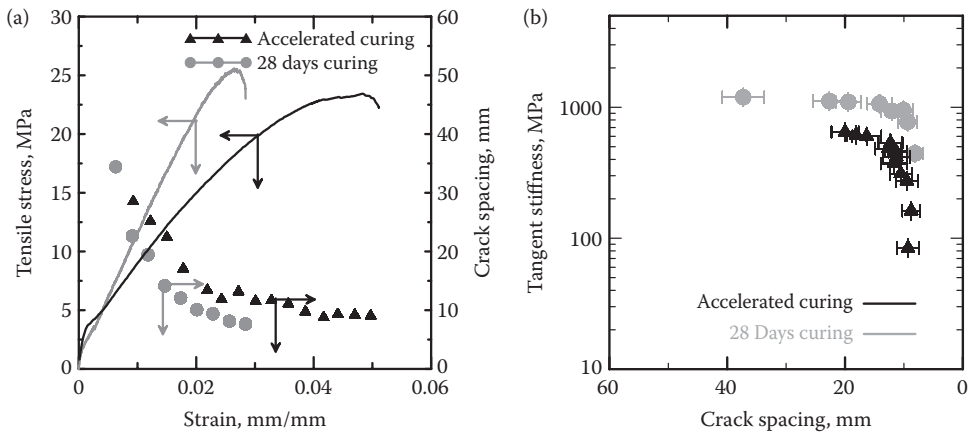 (a)
30
25
20
15
10
5
0
Tensile stress, MPa
Accelerated curing
28 days curing
60
50
40
30
20
10
0
Crack spacing, mm
0
0.02
0.04
0.06
Strain, mm/mm
(b)
1000
100
10
Tangent stiffness, MPa
Accelerated curing
28 Days curing
60
40
20
0
Crack spacing, mm